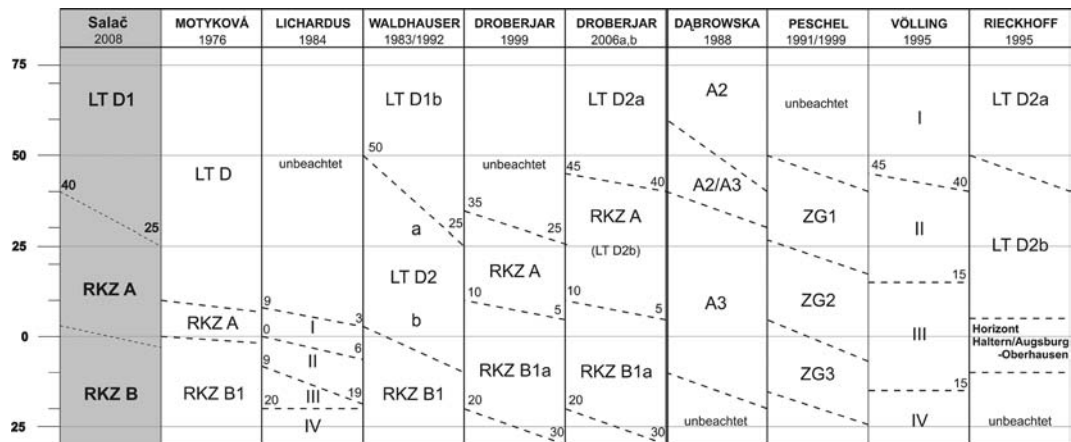 Salač MOTYKOVÁ LICHARDUS WALDHAUSER DROBERJAR DROBERJAR DĄBROWSKA PESCHEL VÖLLING RIECKHOFF
2008 1976 1984 1983/1992 1999 2006a,b 1988 1991/1999 1995 1995
75
LT D1 LT D1b LT D2a A2 unbeachtet I LT D2a
50 unbeachtet 50 unbeachtet 45 40 45 40
LT D A2/A3
40 25 a 25 35 25 RKZ A (LT D2b) ZG1 II
25 LT D2b
LT D2 RKZ A 15
RKZ A 9 3 10 5 10 5 A3 ZG2
RKZ A I b III
0 0 6 Horizont
II Haltern/Augsburg
-Oberhausen
9 19 RKZ B1a RKZ B1a ZG3
RKZ B RKZ B1 III RKZ B1 15
20 20 30 20 30
25 IV unbeachtet IV unbeachtet